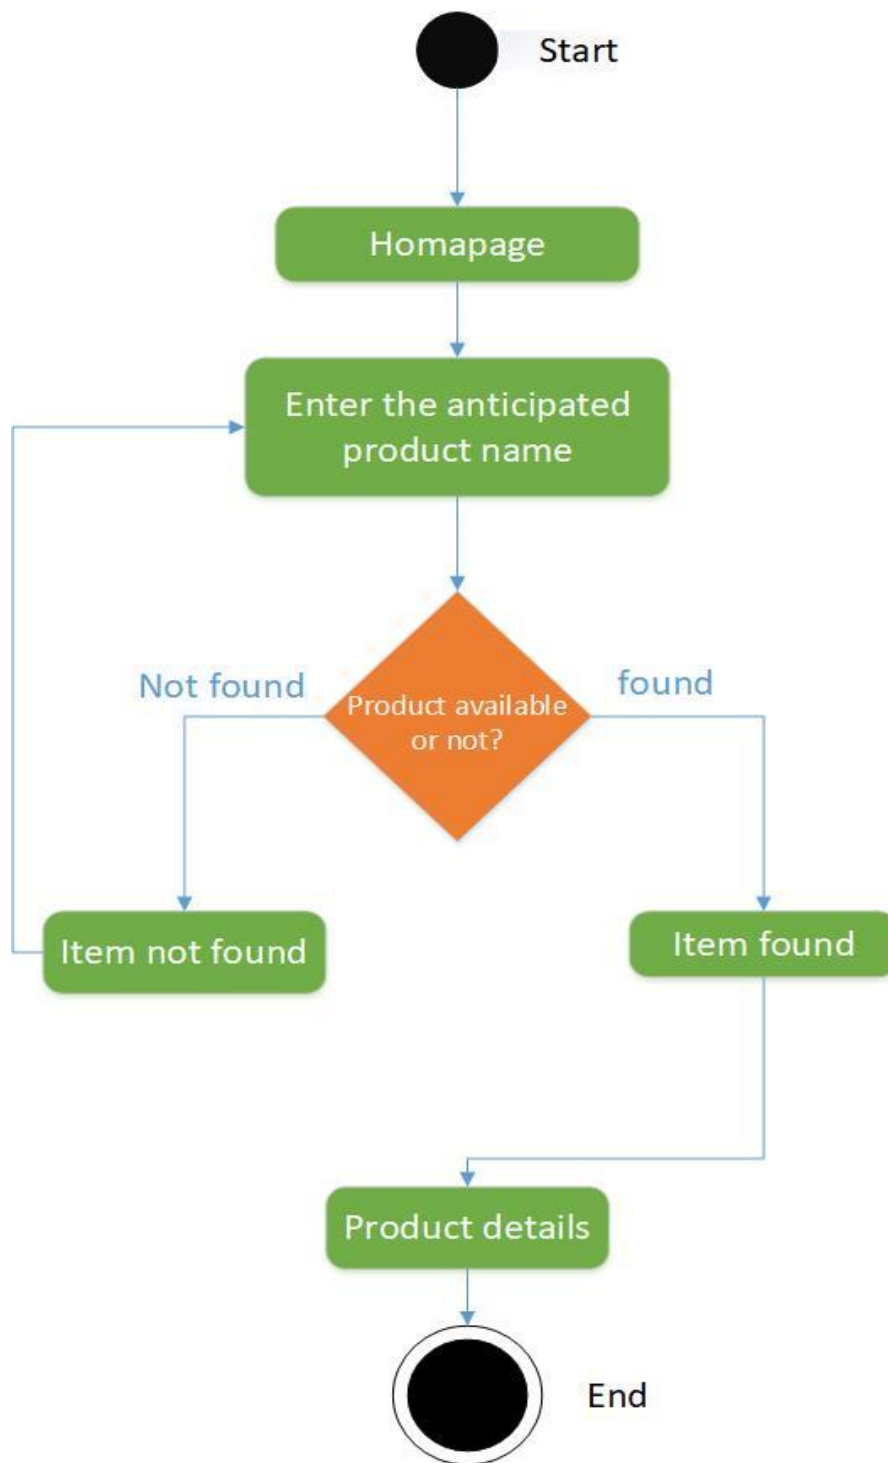 Start
Homapage
Enter the anticipated
product name
Not found
found
Product available
or not?
Item not found
Item found
Product details
End